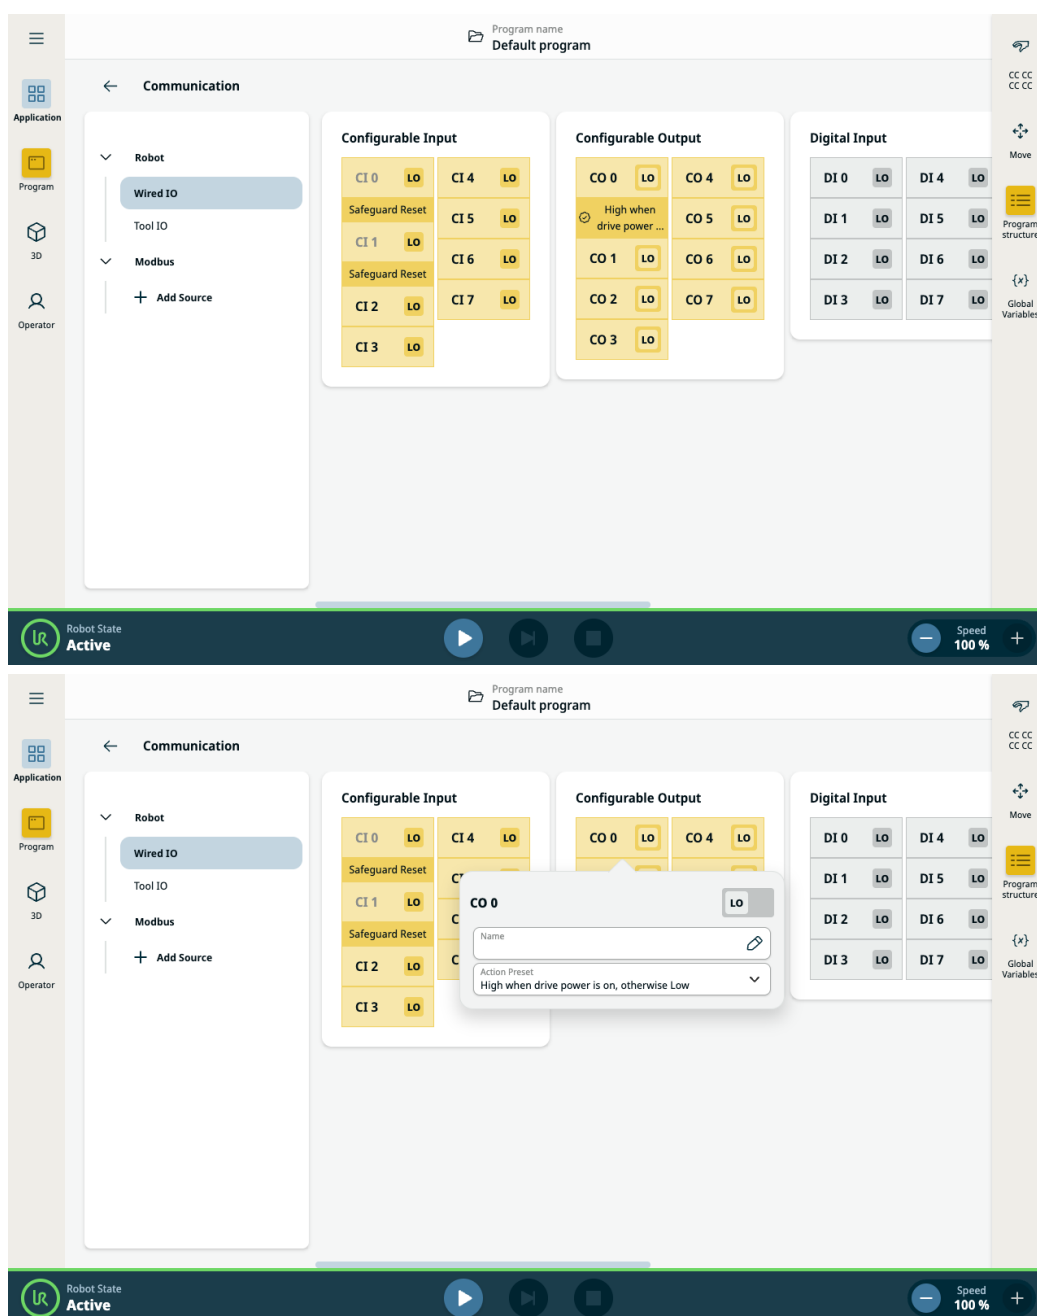 Program name
Default program
Application
Program
3D
Operator
Communication
Robot
Wired IO
Tool IO
Modbus
Add Source
Configurable Input
CI 0 LO
Safeguard Reset
CI 1 LO
Safeguard Reset
CI 2 LO
CI 3 LO
CI 4 LO
CI 5 LO
CI 6 LO
CI 7 LO
Configurable Output
CO 0 LO
High when
drive power ...
CO 1 LO
CO 2 LO
CO 3 LO
CO 4 LO
CO 5 LO
CO 6 LO
CO 7 LO
Digital Input
DI 0 LO
DI 1 LO
DI 2 LO
DI 3 LO
DI 4 LO
DI 5 LO
DI 6 LO
DI 7 LO
CC CC
CC CC
Move
Program
structure
{x}
Global
Variables
UR
Robot State
Active
Speed
100 %
Program name
Default program
Application
Program
3D
Operator
Communication
Robot
Wired IO
Tool IO
Modbus
Add Source
Configurable Input
CI 0 LO
Safeguard Reset
CI 1 LO
Safeguard Reset
CI 2 LO
CI 3 LO
CI 4 LO
Configurable Output
CO 0 LO
CO 4 LO
CO 0
LO
Name
Action Preset
High when drive power is on, otherwise Low
Digital Input
DI 0 LO
DI 1 LO
DI 2 LO
DI 3 LO
DI 4 LO
DI 5 LO
DI 6 LO
DI 7 LO
CC CC
CC CC
Move
Program
structure
{x}
Global
Variables
UR
Robot State
Active
Speed
100 %